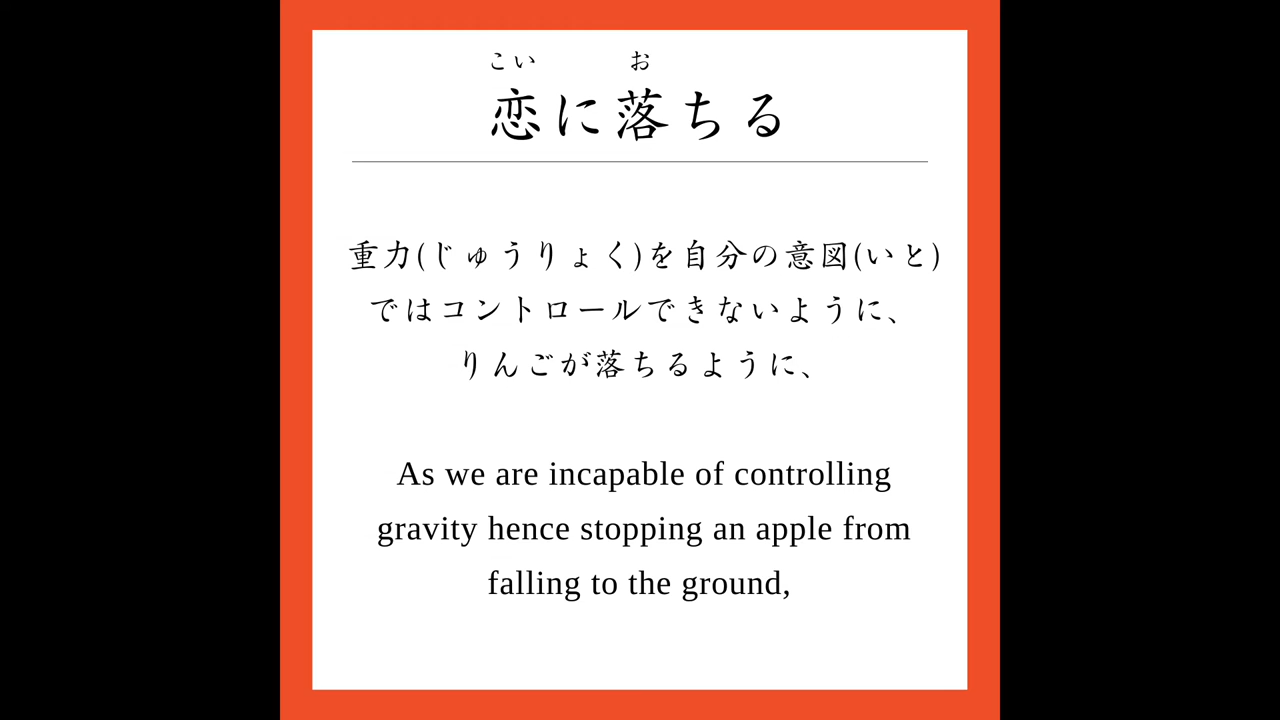 こい お
恋に落ちる
重力(じゅうりょく)を自分の意図(いと)
ではコントロールできないように、
りんごが落ちるように、
As we are incapable of controlling
gravity hence stopping an apple from
falling to the ground,